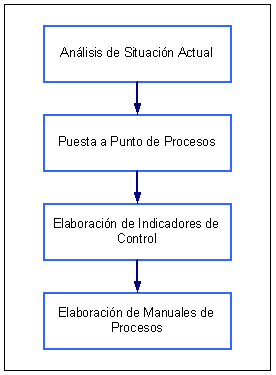 Análisis de Situación Actual
Puesta a Punto de Procesos
Elaboración de Indicadores de
Control
Elaboración de Manuales de
Procesos